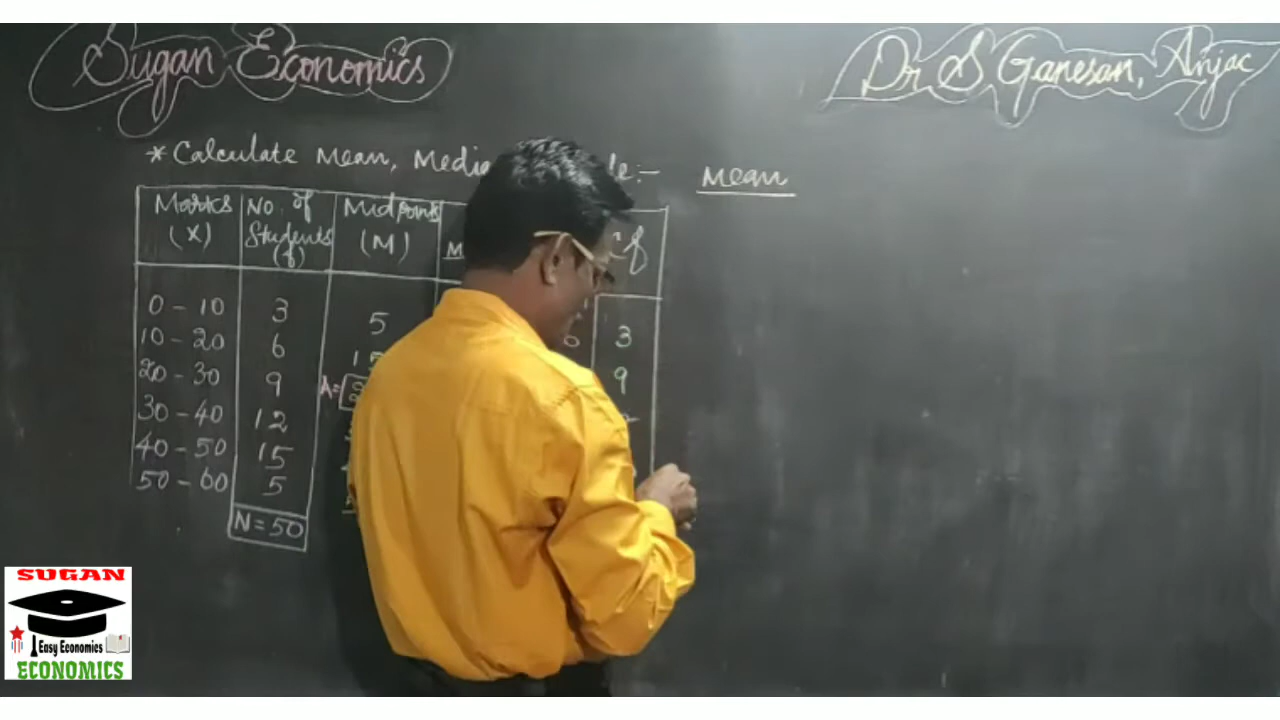 Sugan Economics
Dr S Ganesan, Anjac
* Calculate Mean, :-
Mean
Marks (X) No. of Students (f) (M) Cf
0 - 10 3 5 3
10 - 20 6 9
20 - 30 9 A=
30 - 40 12
40 - 50 15
50 - 60 5
N = 50
SUGAN
Easy Economics
ECONOMICS